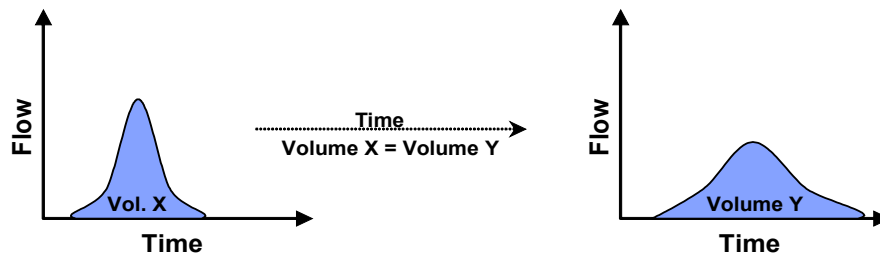 Flow
Vol. X
Time
Time
Volume X = Volume Y
Flow
Volume Y
Time